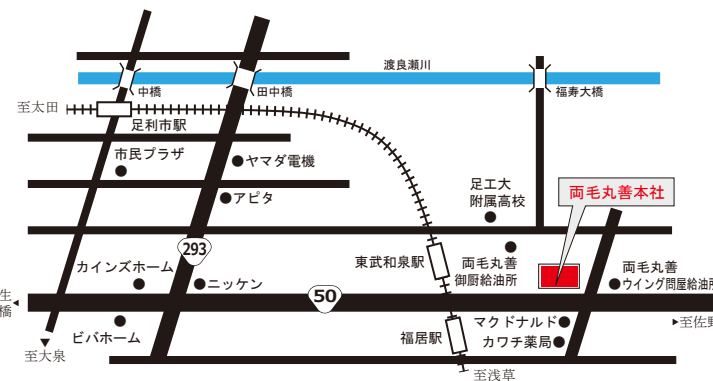 渡良瀬川
中橋
田中橋
福寿大橋
至太田
足利市駅
市民プラザ
ヤマダ電機
アピタ
足工大
附属高校
両毛丸善本社
293
東武和泉駅
両毛丸善
御厨給油所
両毛丸善
ウイング問屋給油所
カインズホーム
ニッケン
生
橋
50
至佐野
ビバホーム
福居駅
マクドナルド
カワチ薬局
至大泉
至浅草